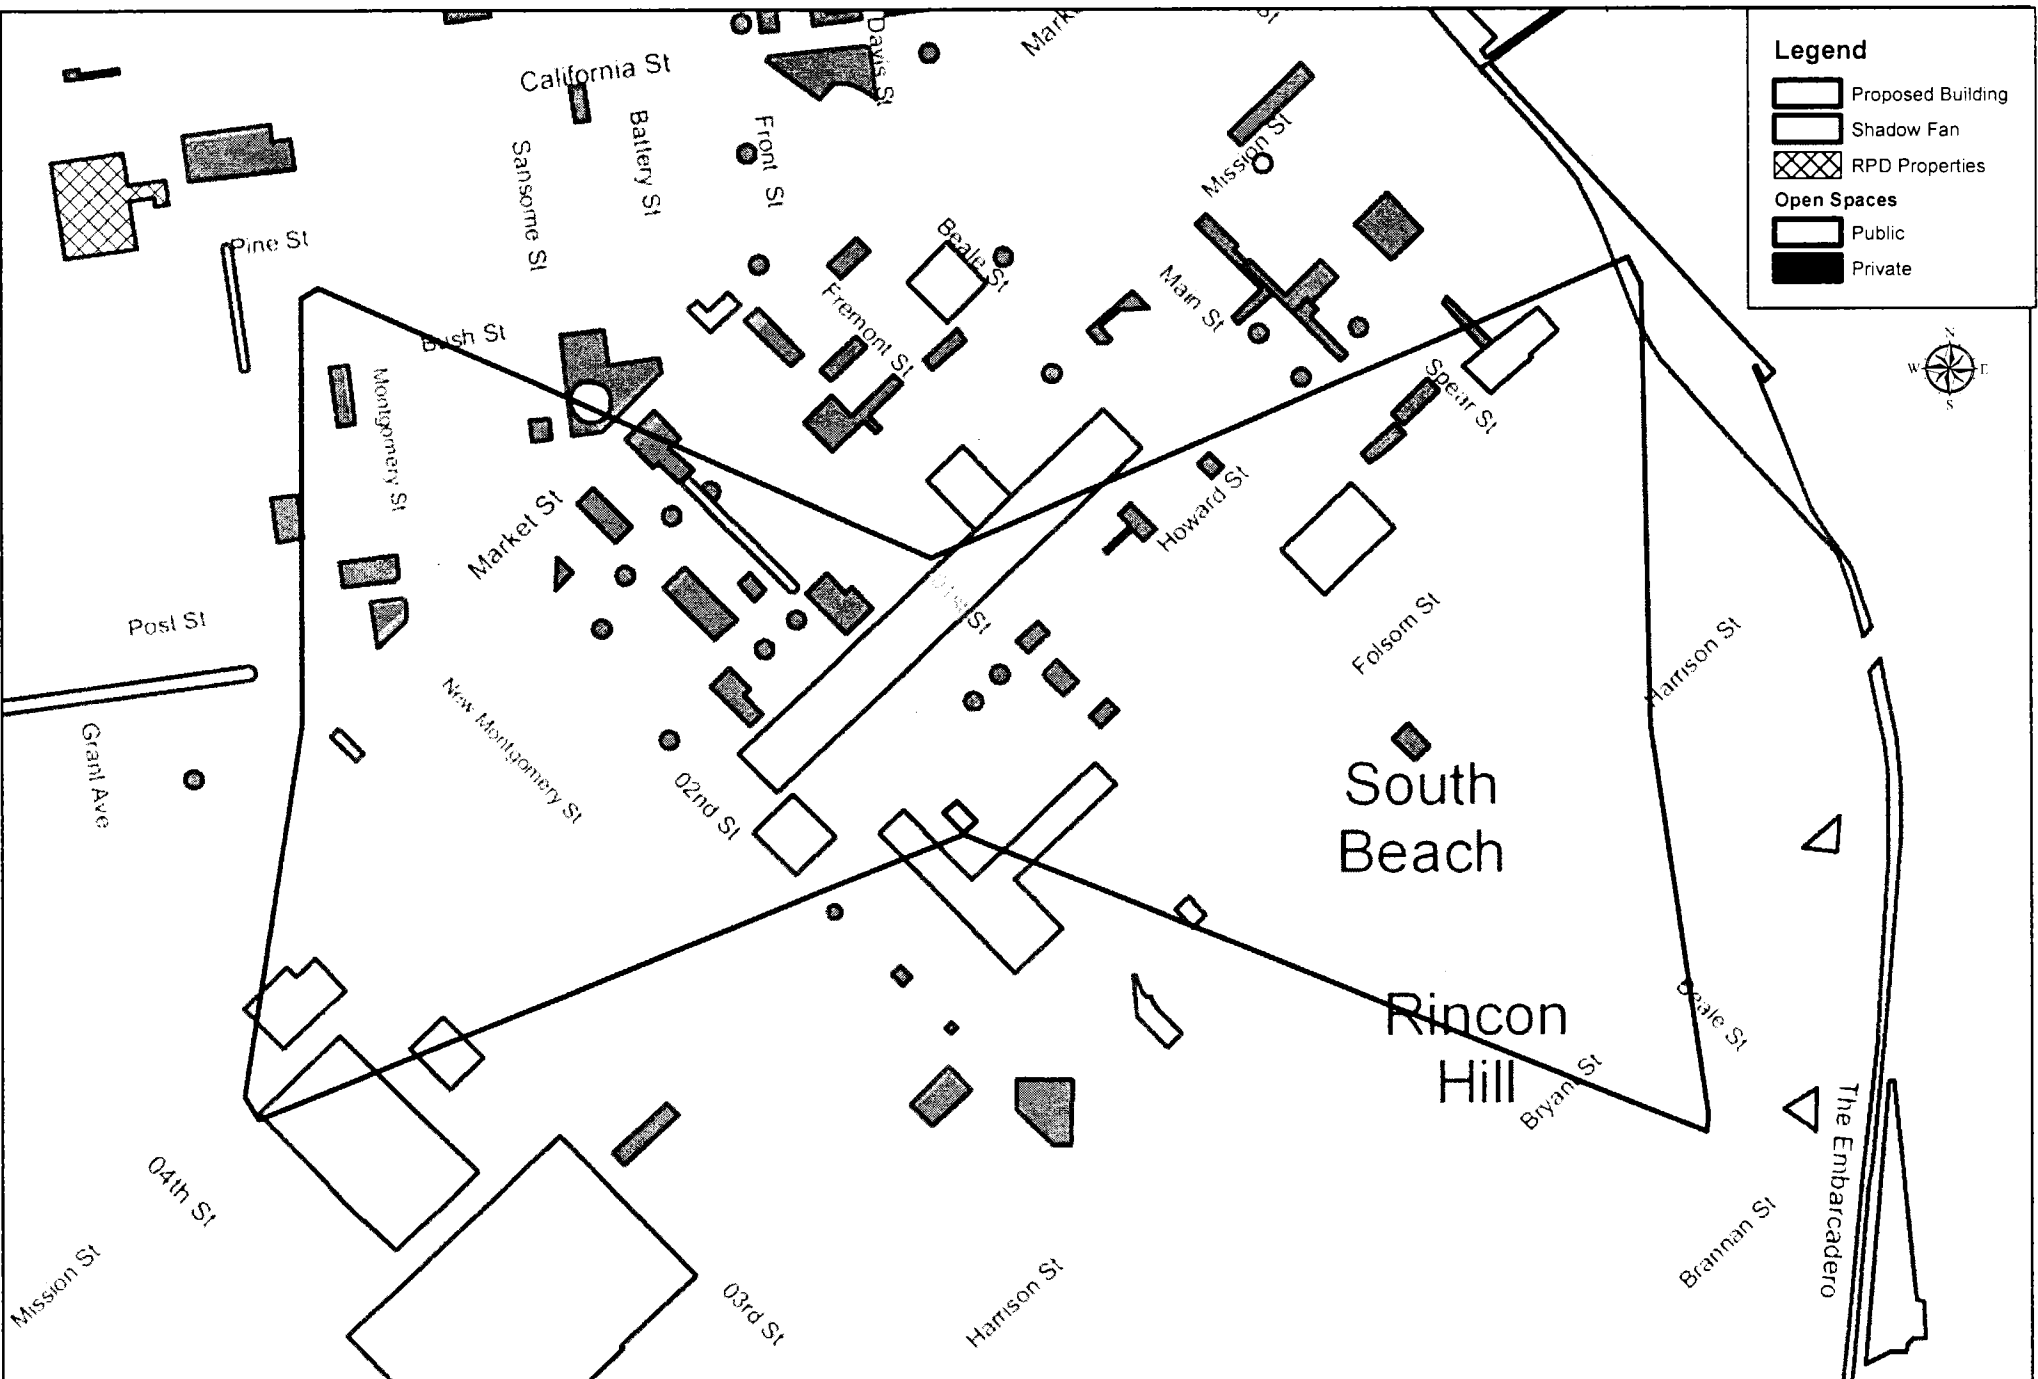 Legend
Proposed Building
Shadow Fan
RPD Properties
Open Spaces
Public
Private
N
W
E
S
California St
Davis St
Sansome St
Battery St
Front St
Mission St
Pine St
Beale St
Main St
Bush St
Fremont St
Spear St
Montgomery St
Market St
Howard St
Post St
Folsom St
Harrison St
Grant Ave
New Montgomery St
02nd St
South
Beach
Rincon
Hill
Beale St
Bryant St
The Embarcadero
04th St
Mission St
03rd St
Harrison St
Brannan St